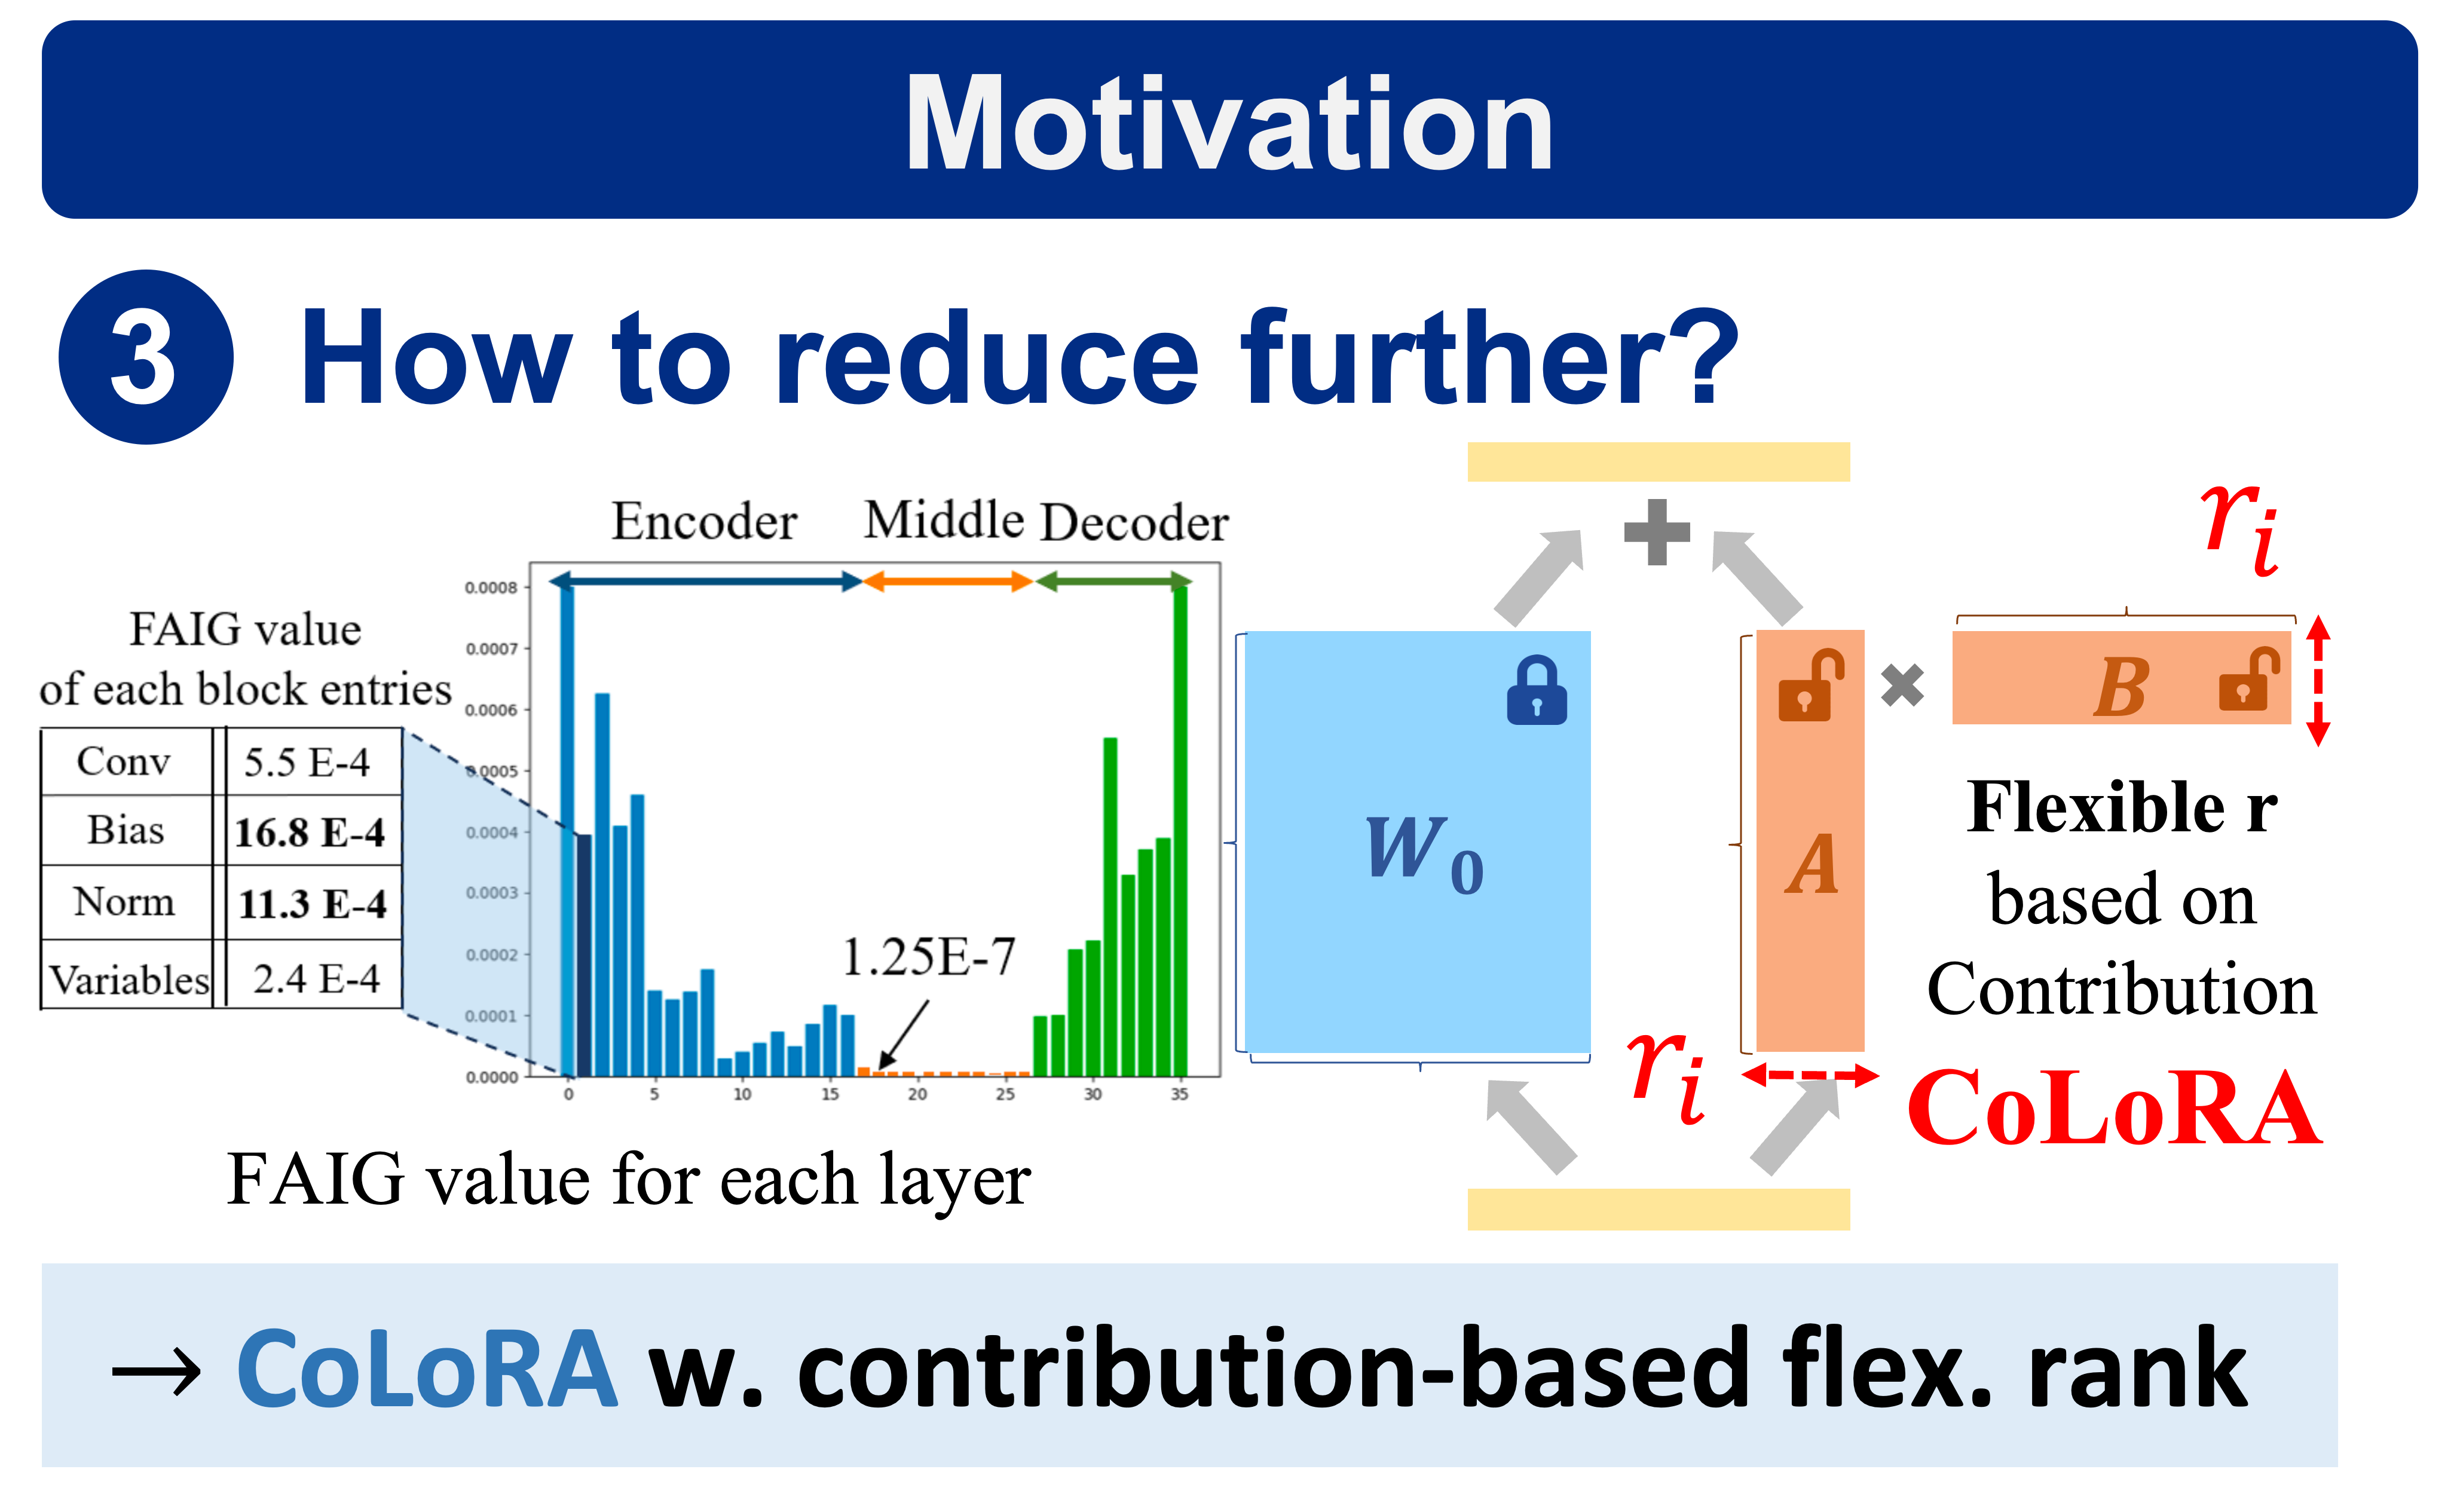 Motivation
3 How to reduce further?
Encoder Middle Decoder
FAIG value
of each block entries
Conv 5.5 E-4
Bias 16.8 E-4
Norm 11.3 E-4
Variables 2.4 E-4
0.0008
0.0007
0.0006
0.0005
0.0004
0.0003
0.0002
0.0001
0.0000
1.25E-7
0 5 10 15 20 25 30 35
FAIG value for each layer
W0
A
B
ri
ri
Flexible r
based on
Contribution
CoLoRA
→ CoLoRA w. contribution-based flex. rank